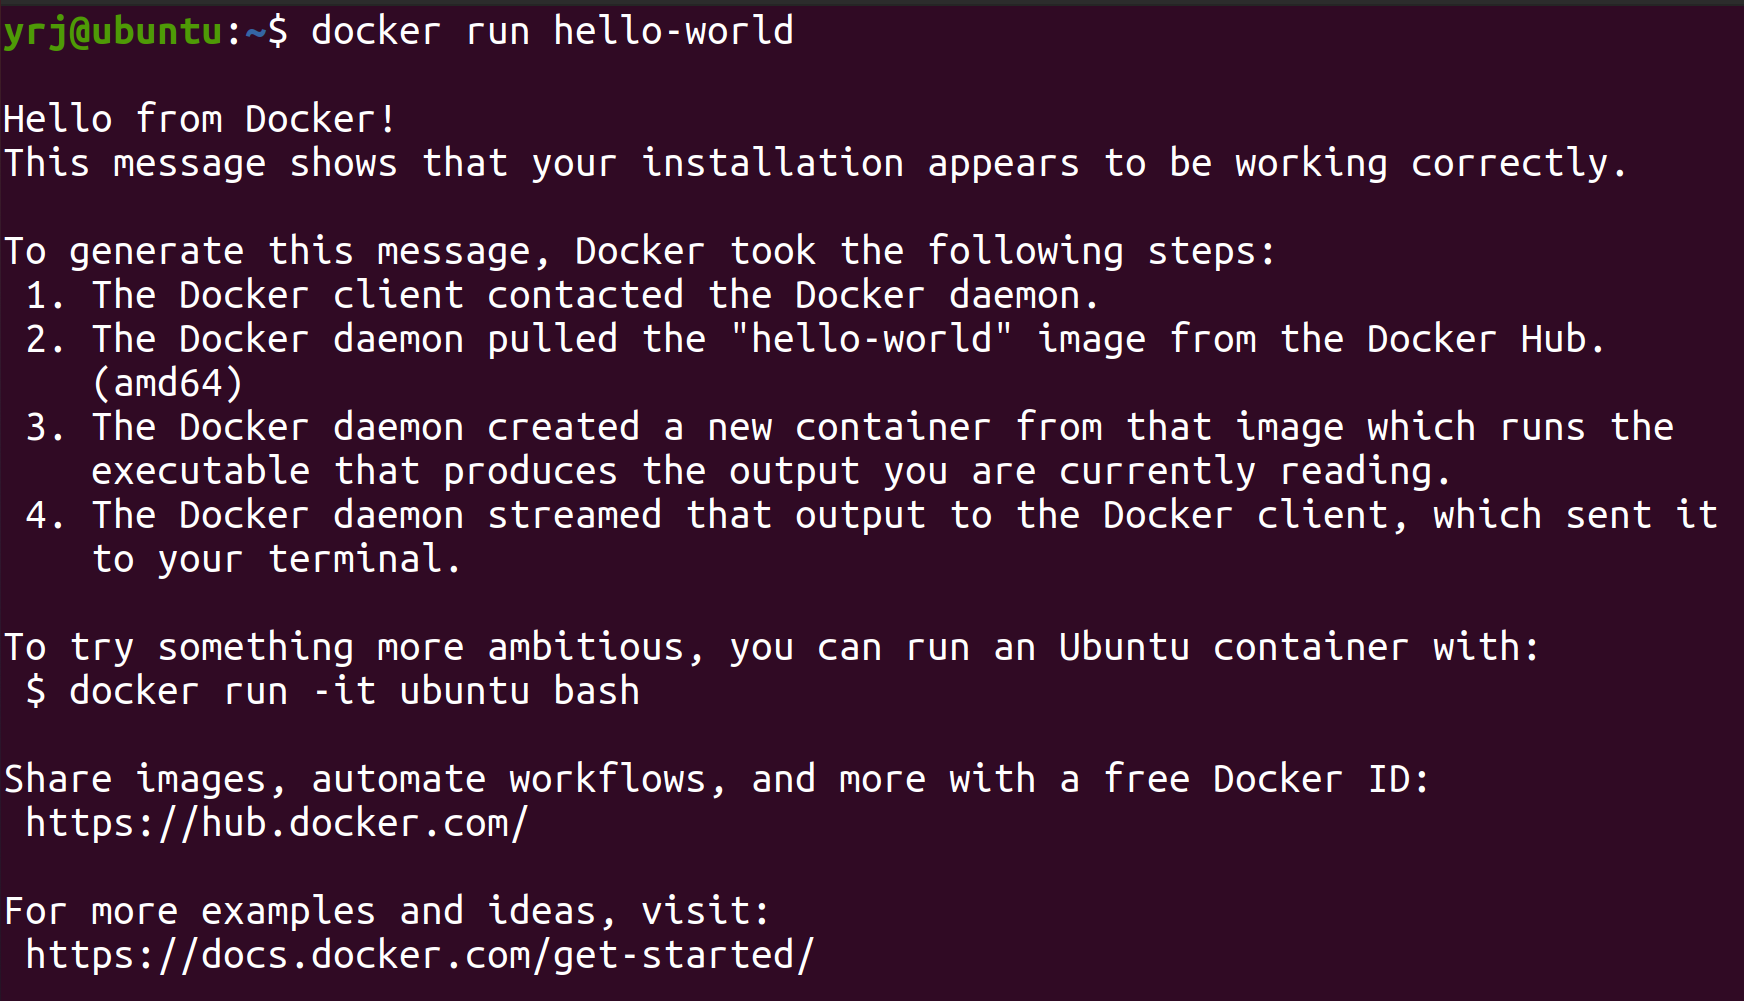 yrj@ubuntu:~$ docker run hello-world
Hello from Docker!
This message shows that your installation appears to be working correctly.
To generate this message, Docker took the following steps:
1. The Docker client contacted the Docker daemon.
2. The Docker daemon pulled the "hello-world" image from the Docker Hub.
(amd64)
3. The Docker daemon created a new container from that image which runs the
executable that produces the output you are currently reading.
4. The Docker daemon streamed that output to the Docker client, which sent it
to your terminal.
To try something more ambitious, you can run an Ubuntu container with:
$ docker run -it ubuntu bash
Share images, automate workflows, and more with a free Docker ID:
https://hub.docker.com/
For more examples and ideas, visit:
https://docs.docker.com/get-started/